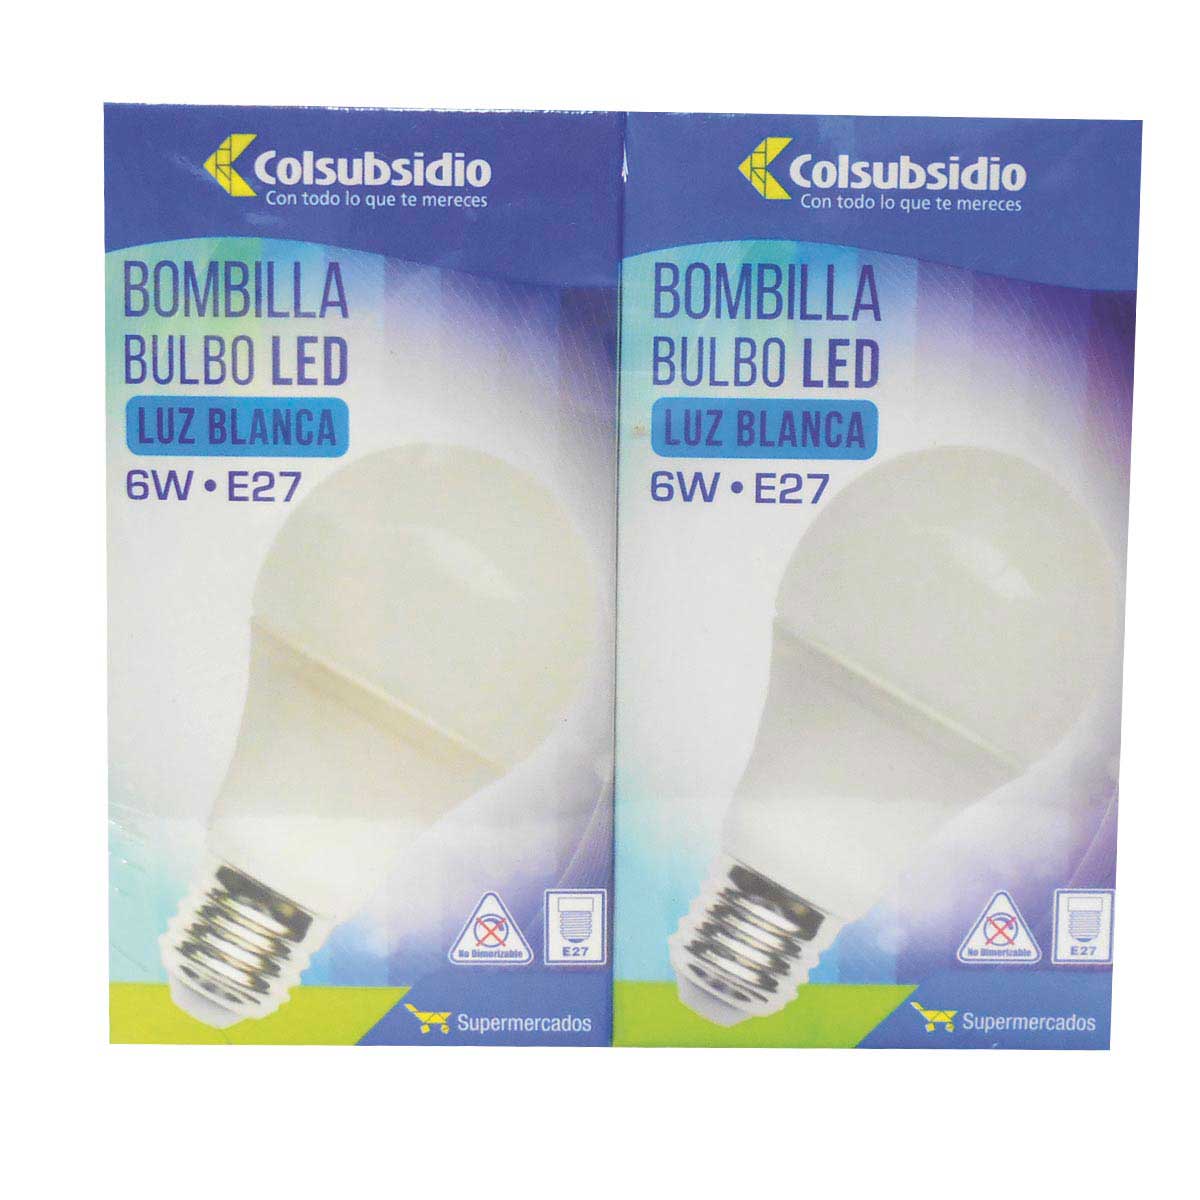 Colsubsidio
Con todo lo que te mereces
BOMBILLA
BULBO LED
LUZ BLANCA
6W • E27
No Dimerizable
E27
Supermercados
Colsubsidio
Con todo lo que te mereces
BOMBILLA
BULBO LED
LUZ BLANCA
6W • E27
No Dimerizable
E27
Supermercados